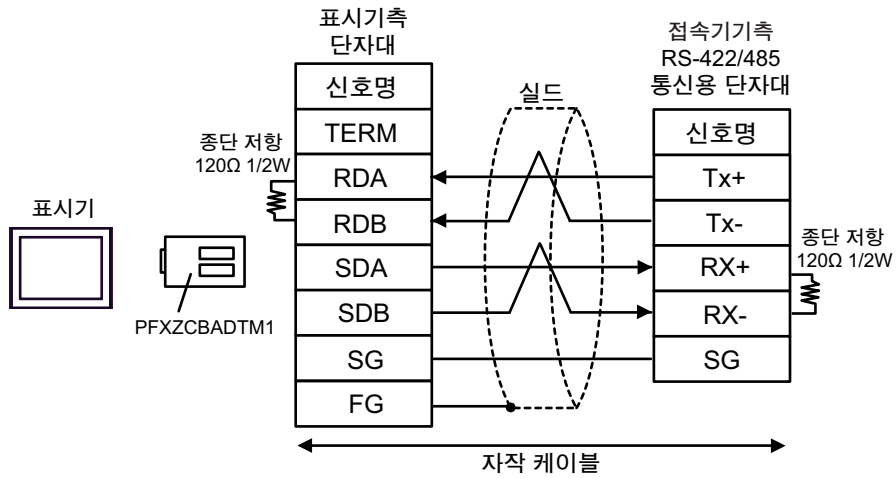 표시기측
단자대
접속기기측
RS-422/485
통신용 단자대
신호명
실드
신호명
TERM
종단 저항
120Ω 1/2W
RDA
Tx+
표시기
RDB
Tx-
종단 저항
120Ω 1/2W
SDA
RX+
SDB
RX-
PFXZCBADTM1
SG
SG
FG
자작 케이블